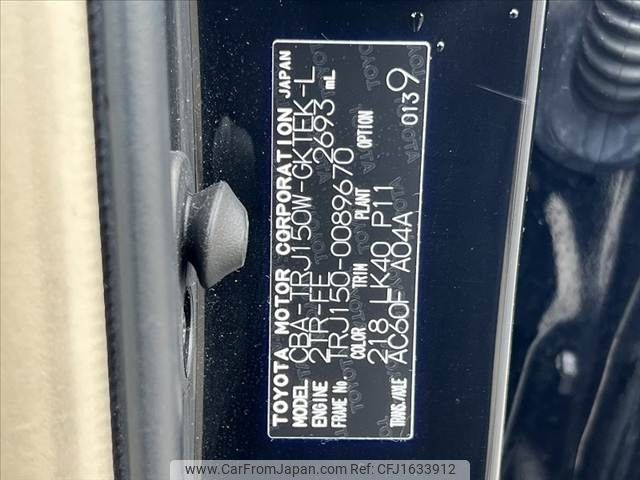 TOYOTA MOTOR CORPORATION JAPAN
MODEL CBA-TRJ150W-GKTEK-L
ENGINE 2TR-FE 2693 mL
FRAME No. TRJ150-0089670
COLOR TRIM PLANT OPTION
218 LK40 P11 0139
TRANS/AXLE AC60F A04A
www.CarFromJapan.com CFJ1633912